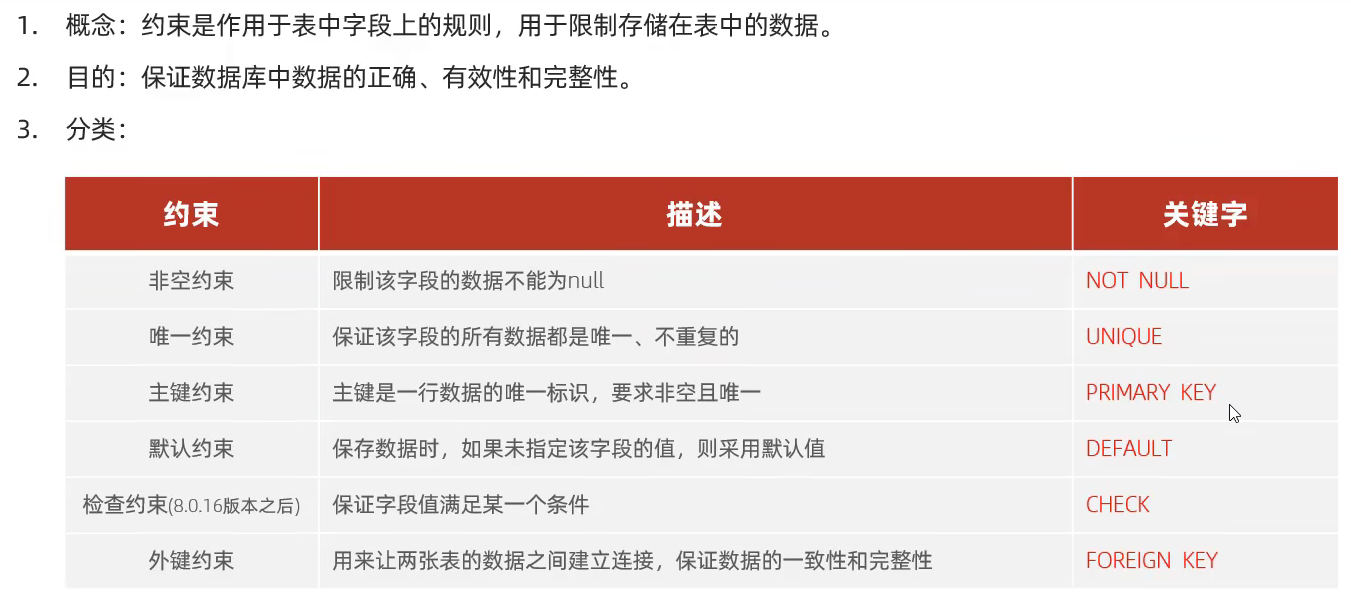 1. 概念：约束是作用于表中字段上的规则，用于限制存储在表中的数据。
2. 目的：保证数据库中数据的正确、有效性和完整性。
3. 分类：
约束 描述 关键字
非空约束 限制该字段的数据不能为null NOT NULL
唯一约束 保证该字段的所有数据都是唯一、不重复的 UNIQUE
主键约束 主键是一行数据的唯一标识，要求非空且唯一 PRIMARY KEY
默认约束 保存数据时，如果未指定该字段的值，则采用默认值 DEFAULT
检查约束(8.0.16版本之后) 保证字段值满足某一个条件 CHECK
外键约束 用来让两张表的数据之间建立连接，保证数据的一致性和完整性 FOREIGN KEY